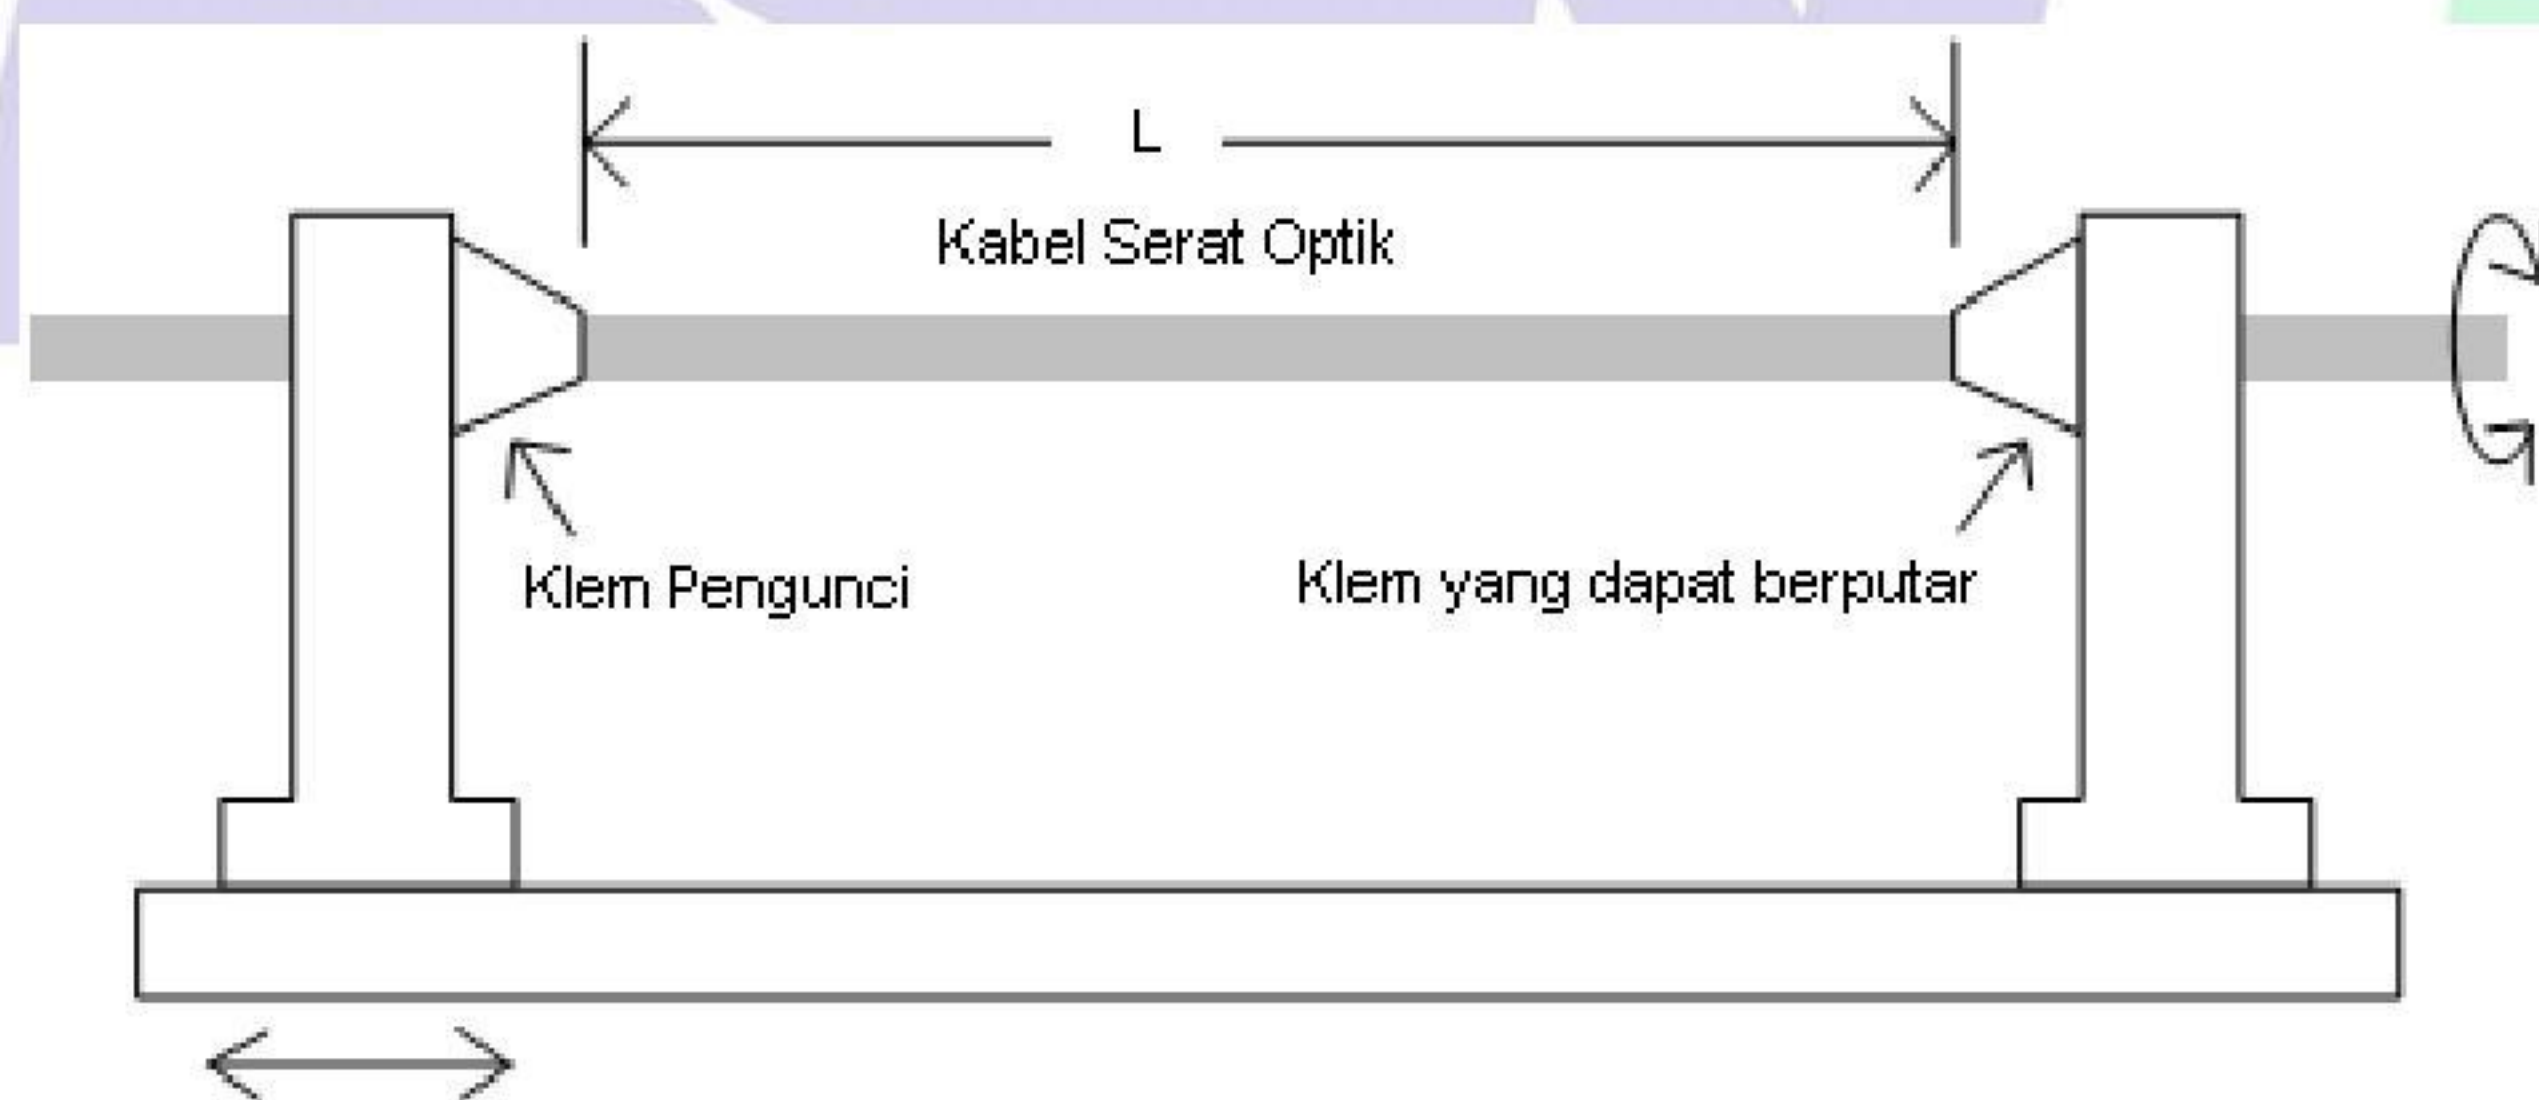 L
Kabel Serat Optik
Klem Pengunci
Klem yang dapat berputar